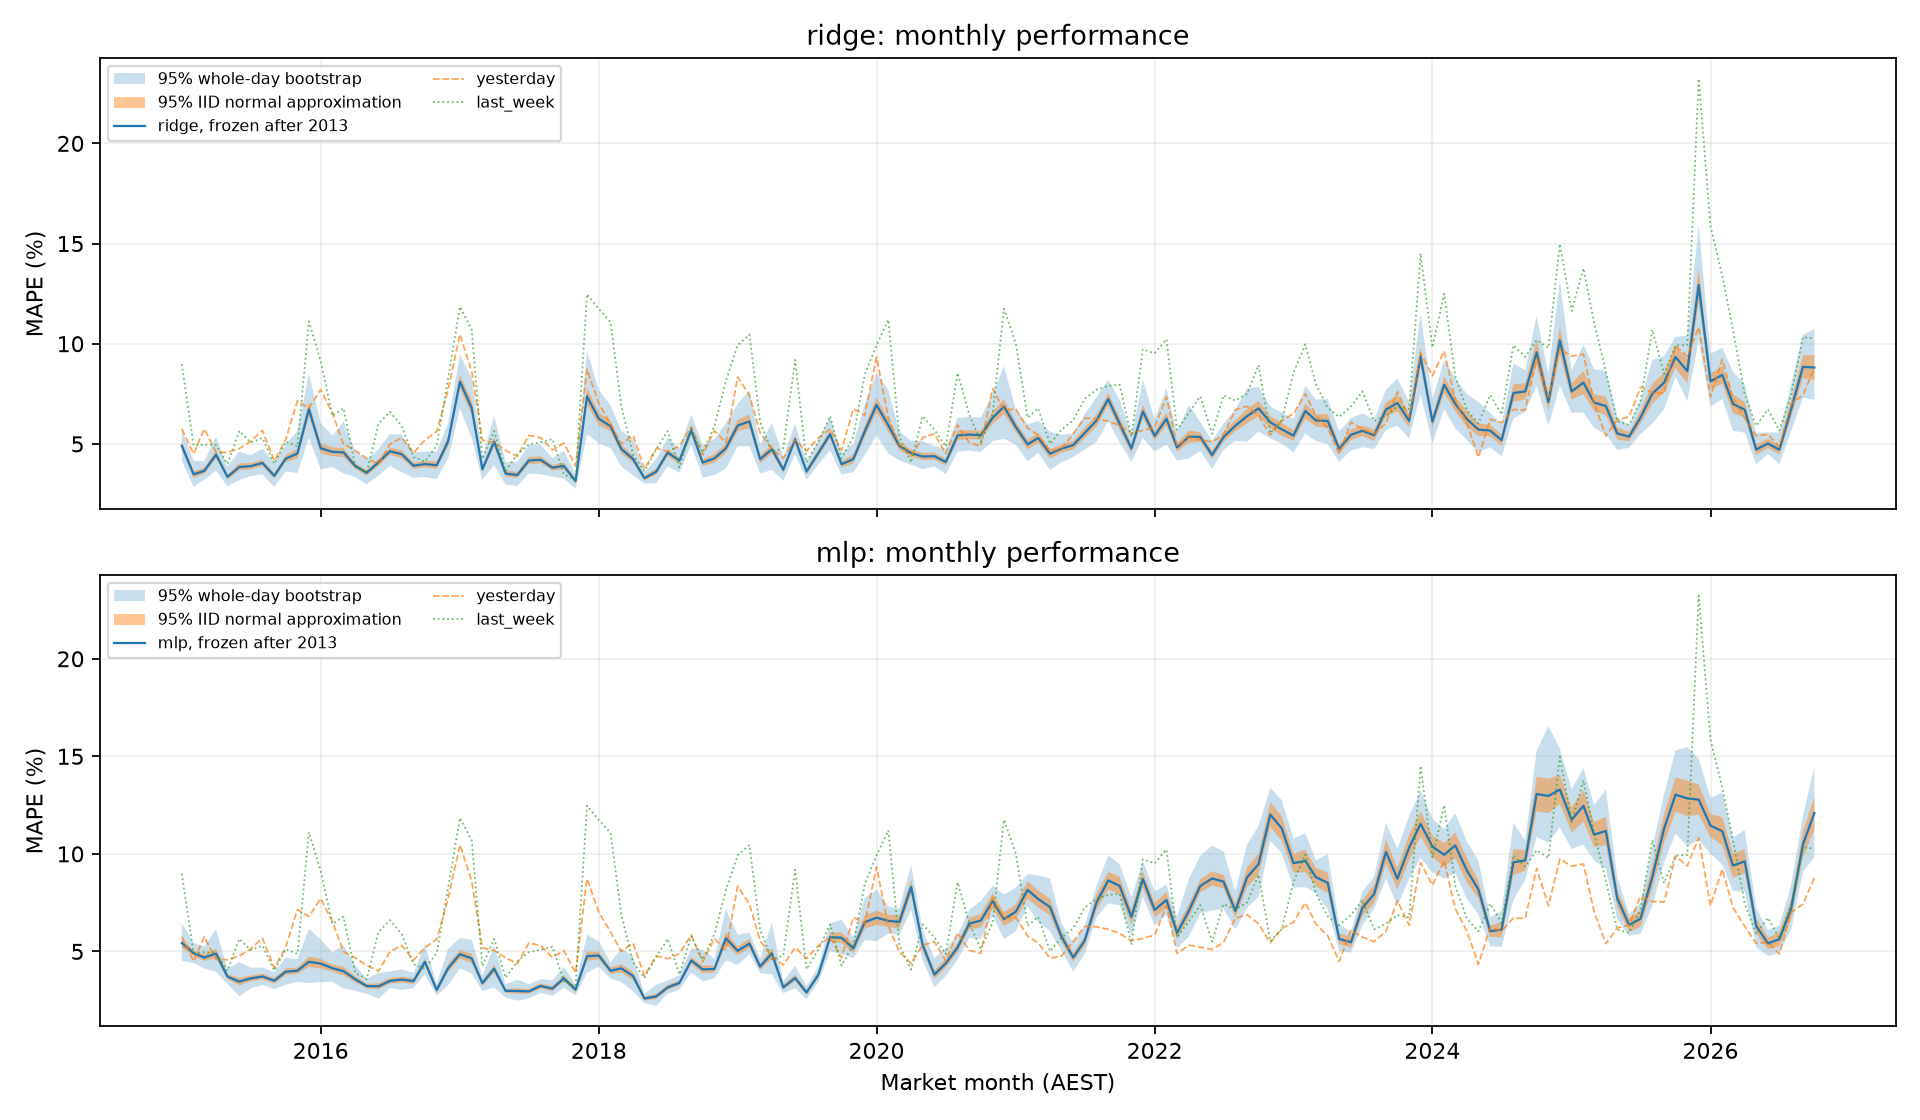 ridge: monthly performance
95% whole-day bootstrap
95% IID normal approximation
ridge, frozen after 2013
yesterday
last_week
MAPE (%)
20
15
10
5
mlp: monthly performance
95% whole-day bootstrap
95% IID normal approximation
mlp, frozen after 2013
yesterday
last_week
MAPE (%)
20
15
10
5
2016 2018 2020 2022 2024 2026
Market month (AEST)